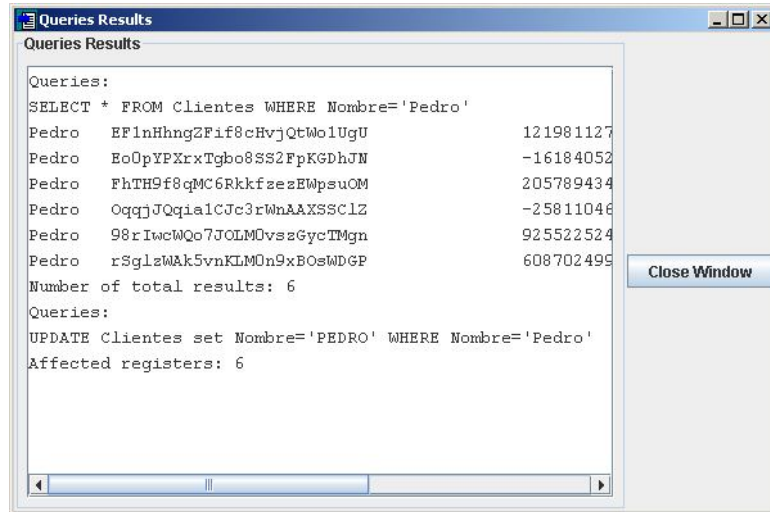 Queries Results
Queries Results
Queries:
SELECT * FROM Clientes WHERE Nombre='Pedro'
Pedro EF1nHhngZFif8cHvjQtWo1UgU 121981127
Pedro EoOpYPXrxTgbo8SS2FpKGDhJN -16184052
Pedro FhTH9f8qMC6RkkfzezEWpsuOM 205789434
Pedro OqqjJQqia1CJc3rWnAAXSSClZ -25811046
Pedro 98rIwcWQo7JOLMOvszGycTMgn 925522524
Pedro rSglzWAk5vnKLMOn9xBOsWDGP 608702499
Number of total results: 6
Queries:
UPDATE Clientes set Nombre='PEDRO' WHERE Nombre='Pedro'
Affected registers: 6
Close Window